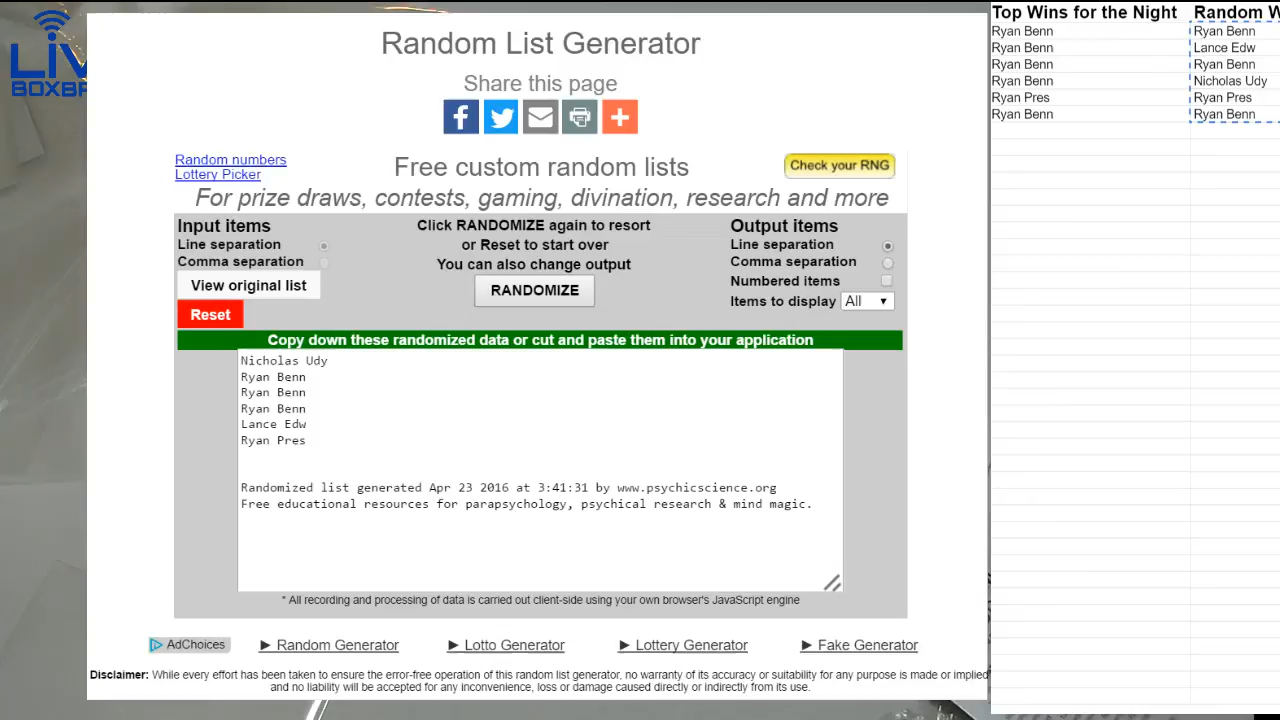 LIV
BOXBR
Random List Generator
Share this page
Random numbers
Lottery Picker
Free custom random lists
Check your RNG
For prize draws, contests, gaming, divination, research and more
Input items
Line separation
Comma separation
View original list
Reset
Click RANDOMIZE again to resort
or Reset to start over
You can also change output
RANDOMIZE
Output items
Line separation
Comma separation
Numbered items
Items to display All
Copy down these randomized data or cut and paste them into your application
Nicholas Udy
Ryan Benn
Ryan Benn
Ryan Benn
Lance Edw
Ryan Pres
Randomized list generated Apr 23 2016 at 3:41:31 by www.psychicscience.org
Free educational resources for parapsychology, psychical research & mind magic.
* All recording and processing of data is carried out client-side using your own browser's JavaScript engine
AdChoices
► Random Generator
► Lotto Generator
► Lottery Generator
► Fake Generator
Disclaimer: While every effort has been taken to ensure the error-free operation of this random list generator, no warranty of its accuracy or suitability for any purpose is made or implied
and no liability will be accepted for any inconvenience, loss or damage caused directly or indirectly from its use.
Top Wins for the Night
Ryan Benn
Ryan Benn
Ryan Benn
Ryan Benn
Ryan Pres
Ryan Benn
Random W
Ryan Benn
Lance Edw
Ryan Benn
Nicholas Udy
Ryan Pres
Ryan Benn